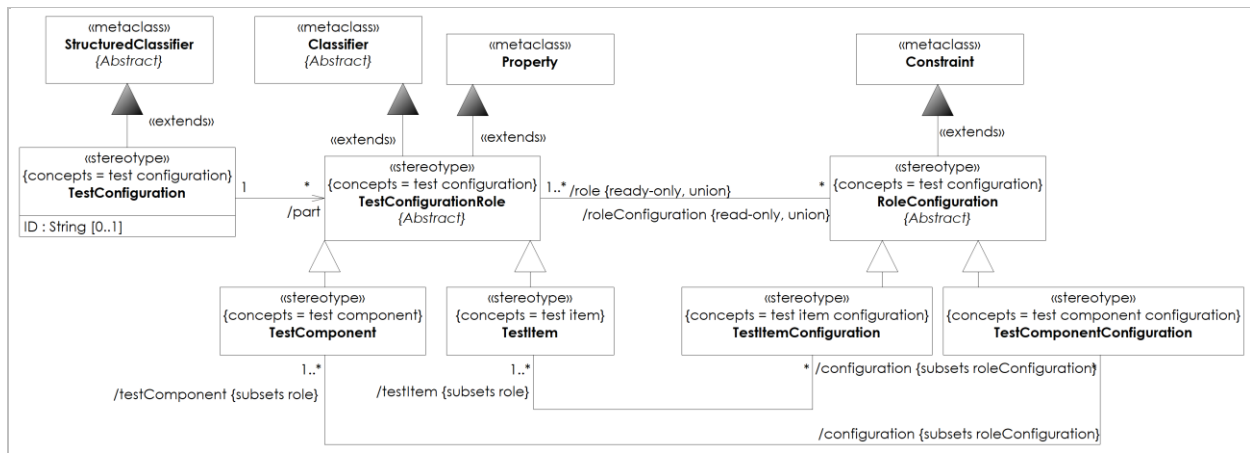 «metaclass»
StructuredClassifier
{Abstract}
«metaclass»
Classifier
{Abstract}
«metaclass»
Property
«metaclass»
Constraint
«extends»
«extends»
«extends»
«extends»
«stereotype»
{concepts = test configuration}
TestConfiguration
ID : String [0..1]
1
*
/part
«stereotype»
{concepts = test configuration}
TestConfigurationRole
{Abstract}
1..*
/role {ready-only, union}
*
/roleConfiguration {read-only, union}
«stereotype»
{concepts = test configuration}
RoleConfiguration
{Abstract}
«stereotype»
{concepts = test component}
TestComponent
«stereotype»
{concepts = test item}
TestItem
«stereotype»
{concepts = test item configuration}
TestItemConfiguration
«stereotype»
{concepts = test component configuration}
TestComponentConfiguration
1..*
/testComponent {subsets role}
1..*
/testItem {subsets role}
*
/configuration {subsets roleConfiguration}
*
/configuration {subsets roleConfiguration}